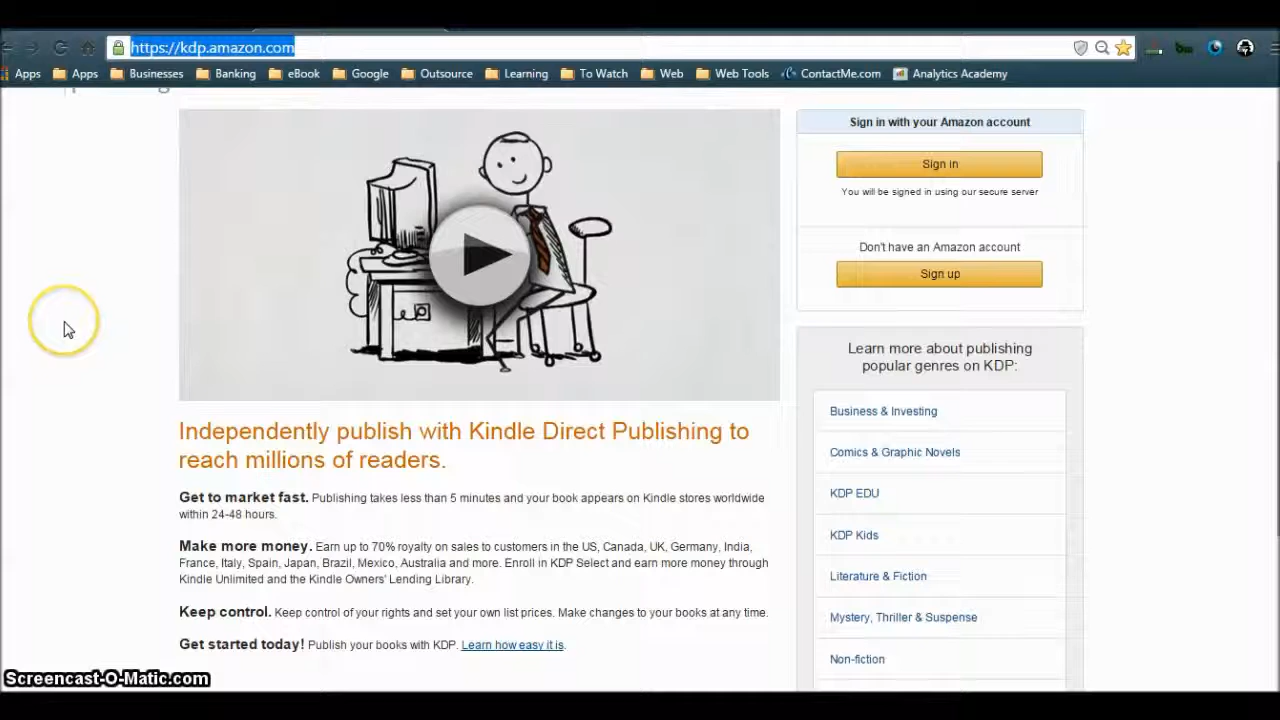 https://kdp.amazon.com
Apps Apps Businesses Banking eBook Google Outsource Learning To Watch Web Web Tools ContactMe.com Analytics Academy
Sign in with your Amazon account
Sign in
You will be signed in using our secure server
Don't have an Amazon account
Sign up
Independently publish with Kindle Direct Publishing to
reach millions of readers.
Get to market fast. Publishing takes less than 5 minutes and your book appears on Kindle stores worldwide
within 24-48 hours.
Make more money. Earn up to 70% royalty on sales to customers in the US, Canada, UK, Germany, India,
France, Italy, Spain, Japan, Brazil, Mexico, Australia and more. Enroll in KDP Select and earn more money through
Kindle Unlimited and the Kindle Owners' Lending Library.
Keep control. Keep control of your rights and set your own list prices. Make changes to your books at any time.
Get started today! Publish your books with KDP. Learn how easy it is.
Learn more about publishing
popular genres on KDP:
Business & Investing
Comics & Graphic Novels
KDP EDU
KDP Kids
Literature & Fiction
Mystery, Thriller & Suspense
Non-fiction
Screencast-O-Matic.com